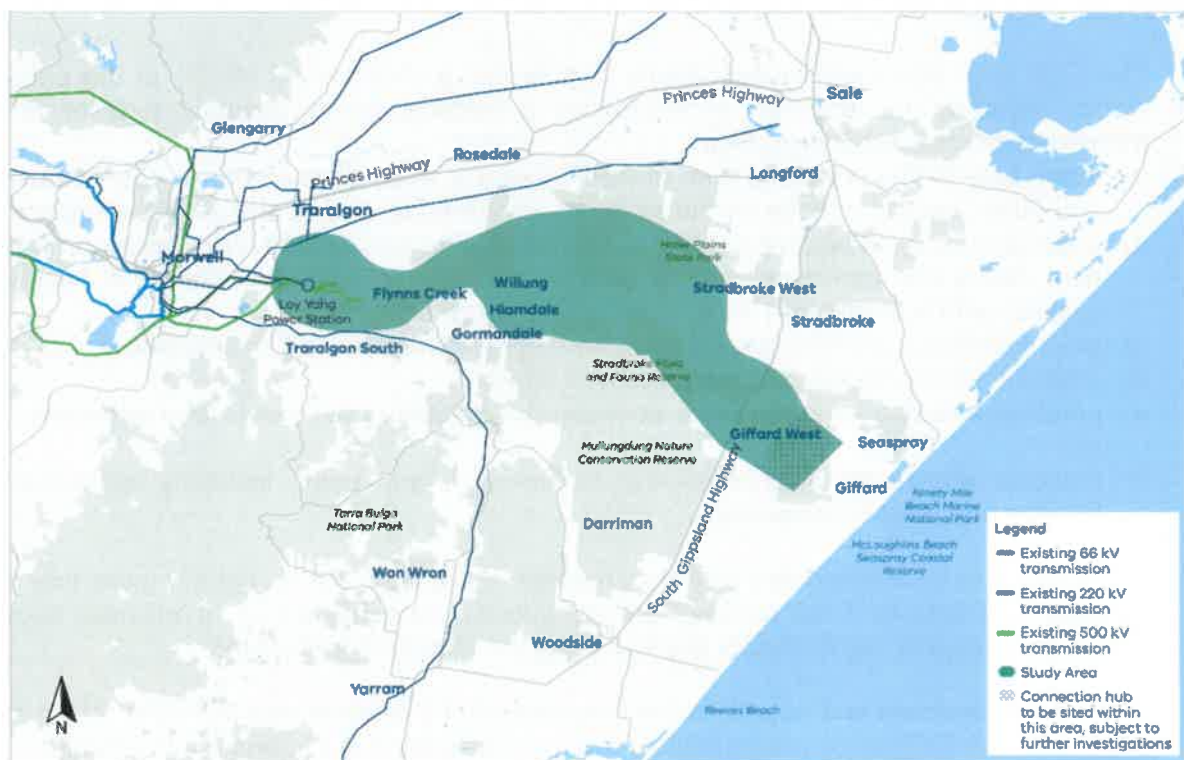 Princes Highway
Sale
Glengarry
Princes Highway
Rosedale
Longford
Traralgon
Morwell
Holey Plains
State Park
Loy Yang
Power Station
Flynns Creek
Willung
Stradbroke West
Hiamdale
Stradbroke
Gormandale
Traralgon South
Stradbroke Flora
and Fauna Reserve
Giffard West
Seaspray
Mullungdung Nature
Conservation Reserve
Giffard
Ninety Mile
Beach Marine
National Park
Tarra Bulga
National Park
Darriman
South Gippsland Highway
McLoughlins Beach
Seaspray Coastal
Reserve
Won Wron
Woodside
Yarram
Reeves Beach
N
Legend
Existing 66 kV
transmission
Existing 220 kV
transmission
Existing 500 kV
transmission
Study Area
Connection hub
to be sited within
this area, subject to
further investigations